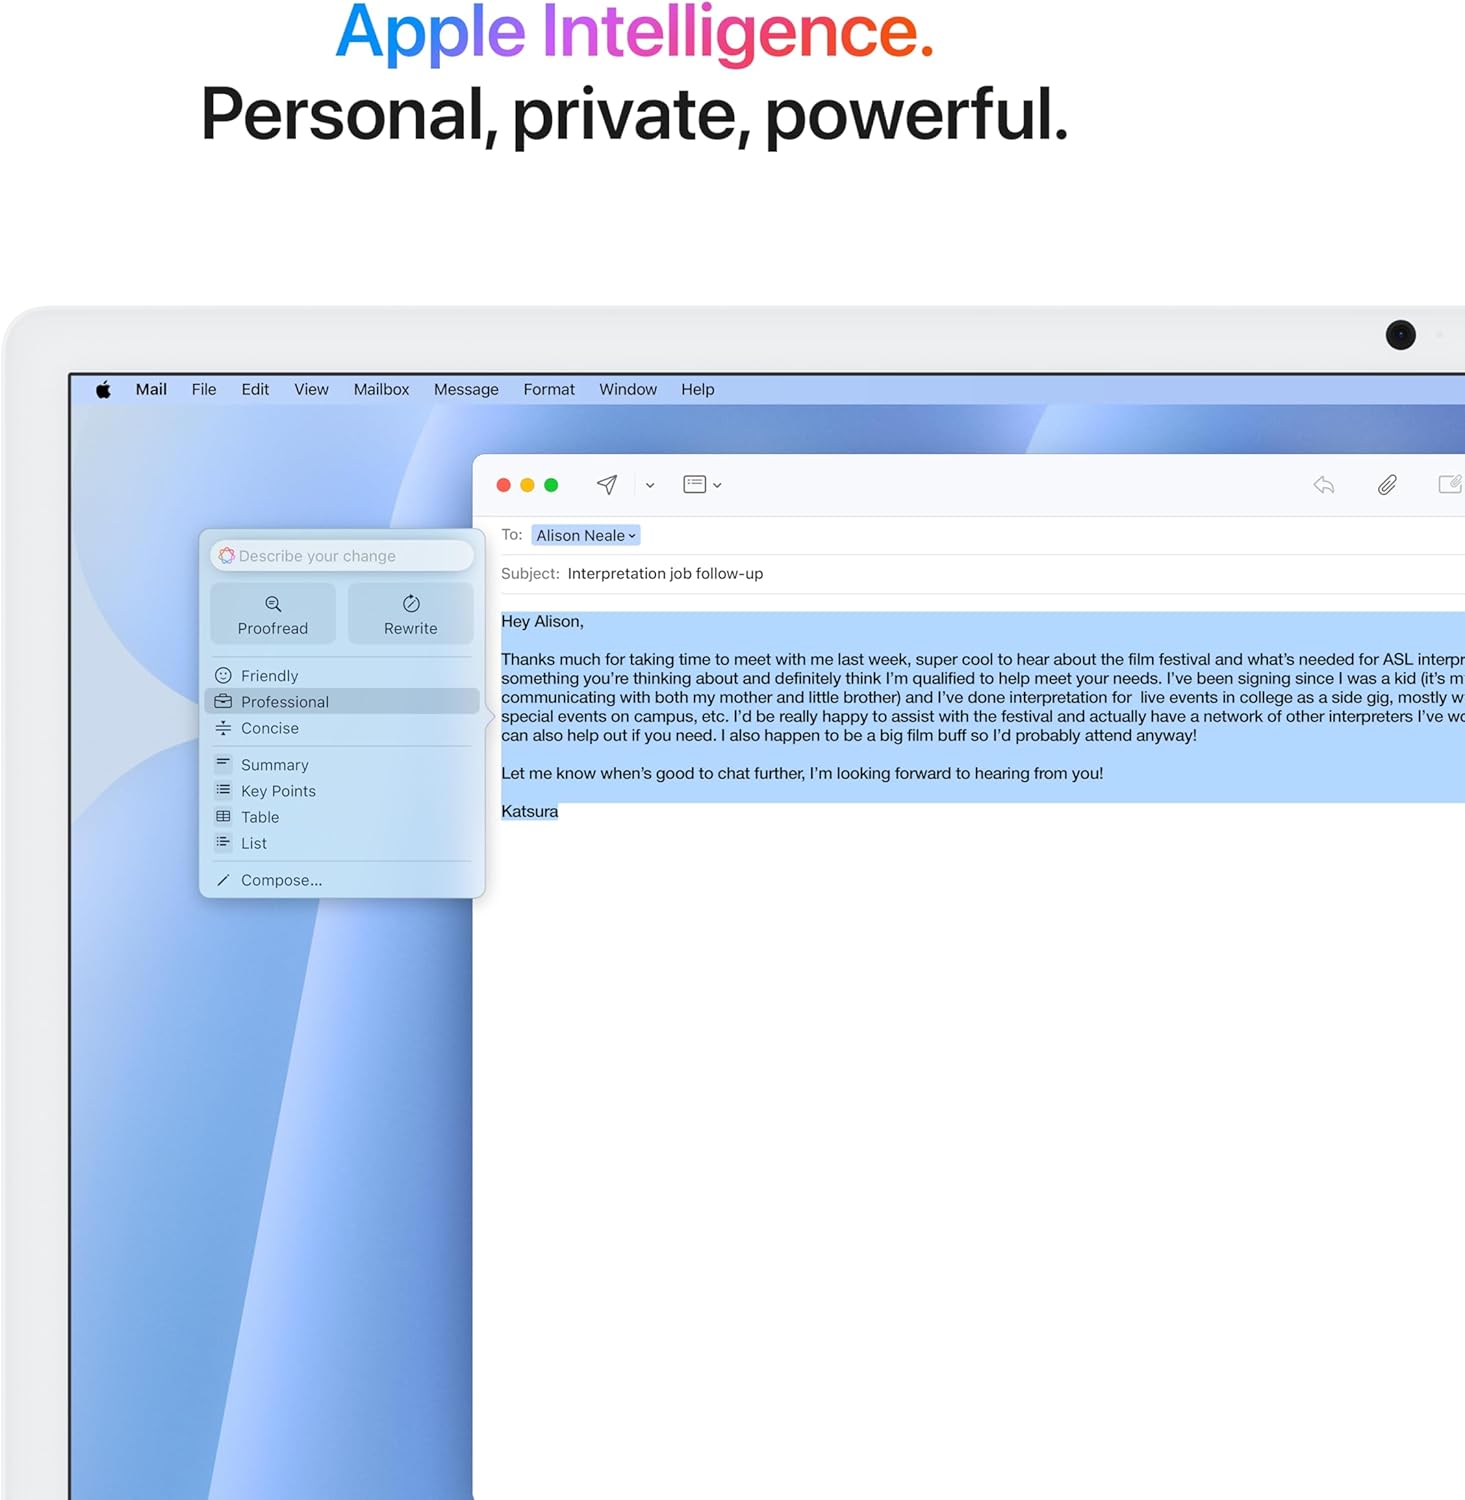 Apple Intelligence.
Personal, private, powerful.
Mail File Edit View Mailbox Message Format Window Help
To: Alison Neale
Subject: Interpretation job follow-up
Describe your change
Proofread Rewrite
Friendly
Professional
Concise
Summary
Key Points
Table
List
Compose...
Hey Alison,
Thanks much for taking time to meet with me last week, super cool to hear about the film festival and what’s needed for ASL interpr
something you’re thinking about and definitely think I’m qualified to help meet your needs. I’ve been signing since I was a kid (it’s m
communicating with both my mother and little brother) and I’ve done interpretation for live events in college as a side gig, mostly w
special events on campus, etc. I’d be really happy to assist with the festival and actually have a network of other interpreters I’ve wo
can also help out if you need. I also happen to be a big film buff so I’d probably attend anyway!
Let me know when’s good to chat further, I’m looking forward to hearing from you!
Katsura